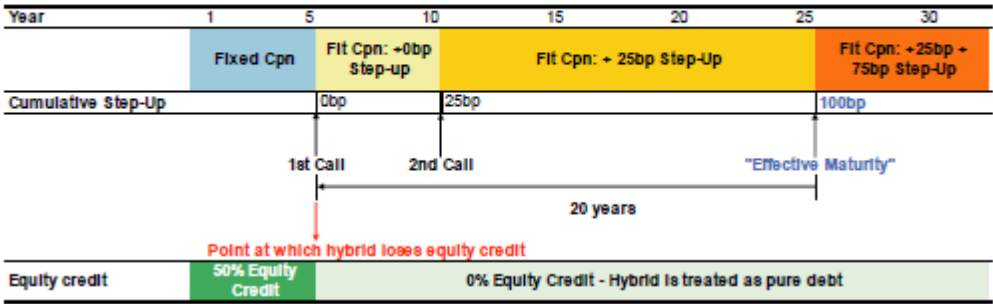 Year 1 5 10 15 20 25 30
Fixed Cpn
Flt Cpn: +0bp
Step-up
Flt Cpn: + 25bp Step-Up
Flt Cpn: +25bp +
75bp Step-Up
Cumulative Step-Up 0bp 25bp 100bp
1st Call 2nd Call "Effective Maturity"
20 years
Point at which hybrid loses equity credit
Equity credit
50% Equity
Credit
0% Equity Credit - Hybrid is treated as pure debt